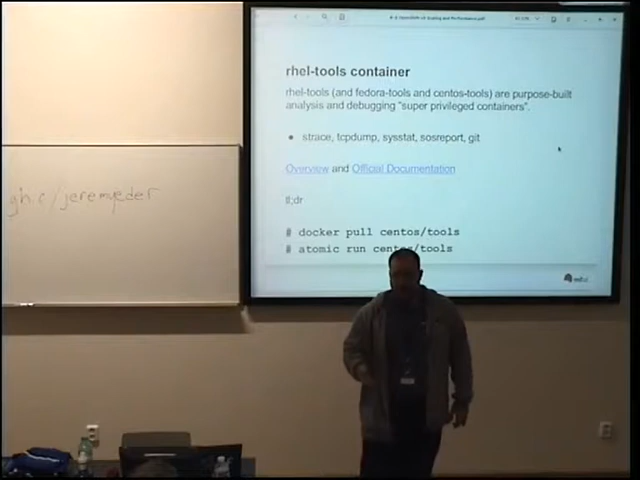 rhel-tools container
rhel-tools (and fedora-tools and centos-tools) are purpose-built
analysis and debugging "super privileged containers".
strace, tcpdump, sysstat, sosreport, git
Overview and Official Documentation
tl;dr
# docker pull centos/tools
# atomic run centos/tools
gh.c/jeremyeder